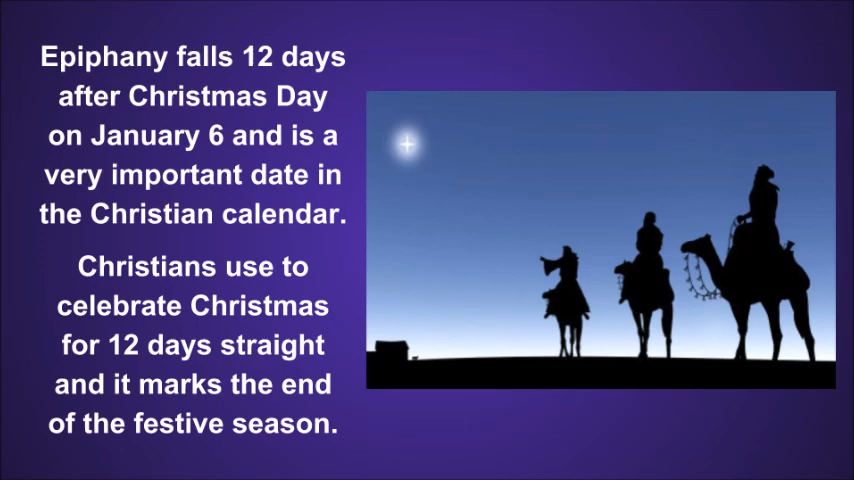 Epiphany falls 12 days
after Christmas Day
on January 6 and is a
very important date in
the Christian calendar.
Christians use to
celebrate Christmas
for 12 days straight
and it marks the end
of the festive season.